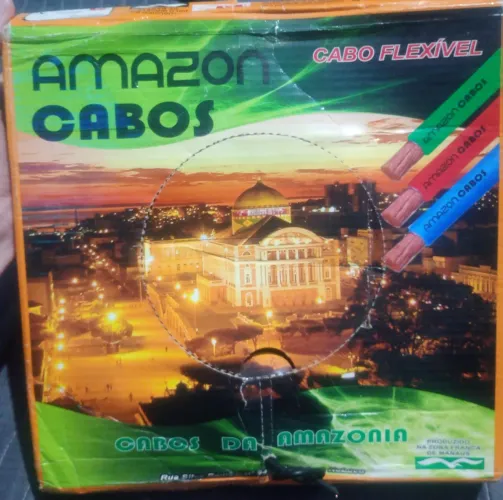 AMAZON
CABOS
CABO FLEXÍVEL
AMAZON CABOS
AMAZON CABOS
AMAZON CABOS
CABOS DA AMAZONIA
PRODUZIDO
NA ZONA FRANCA
DE MANAUS
Rua